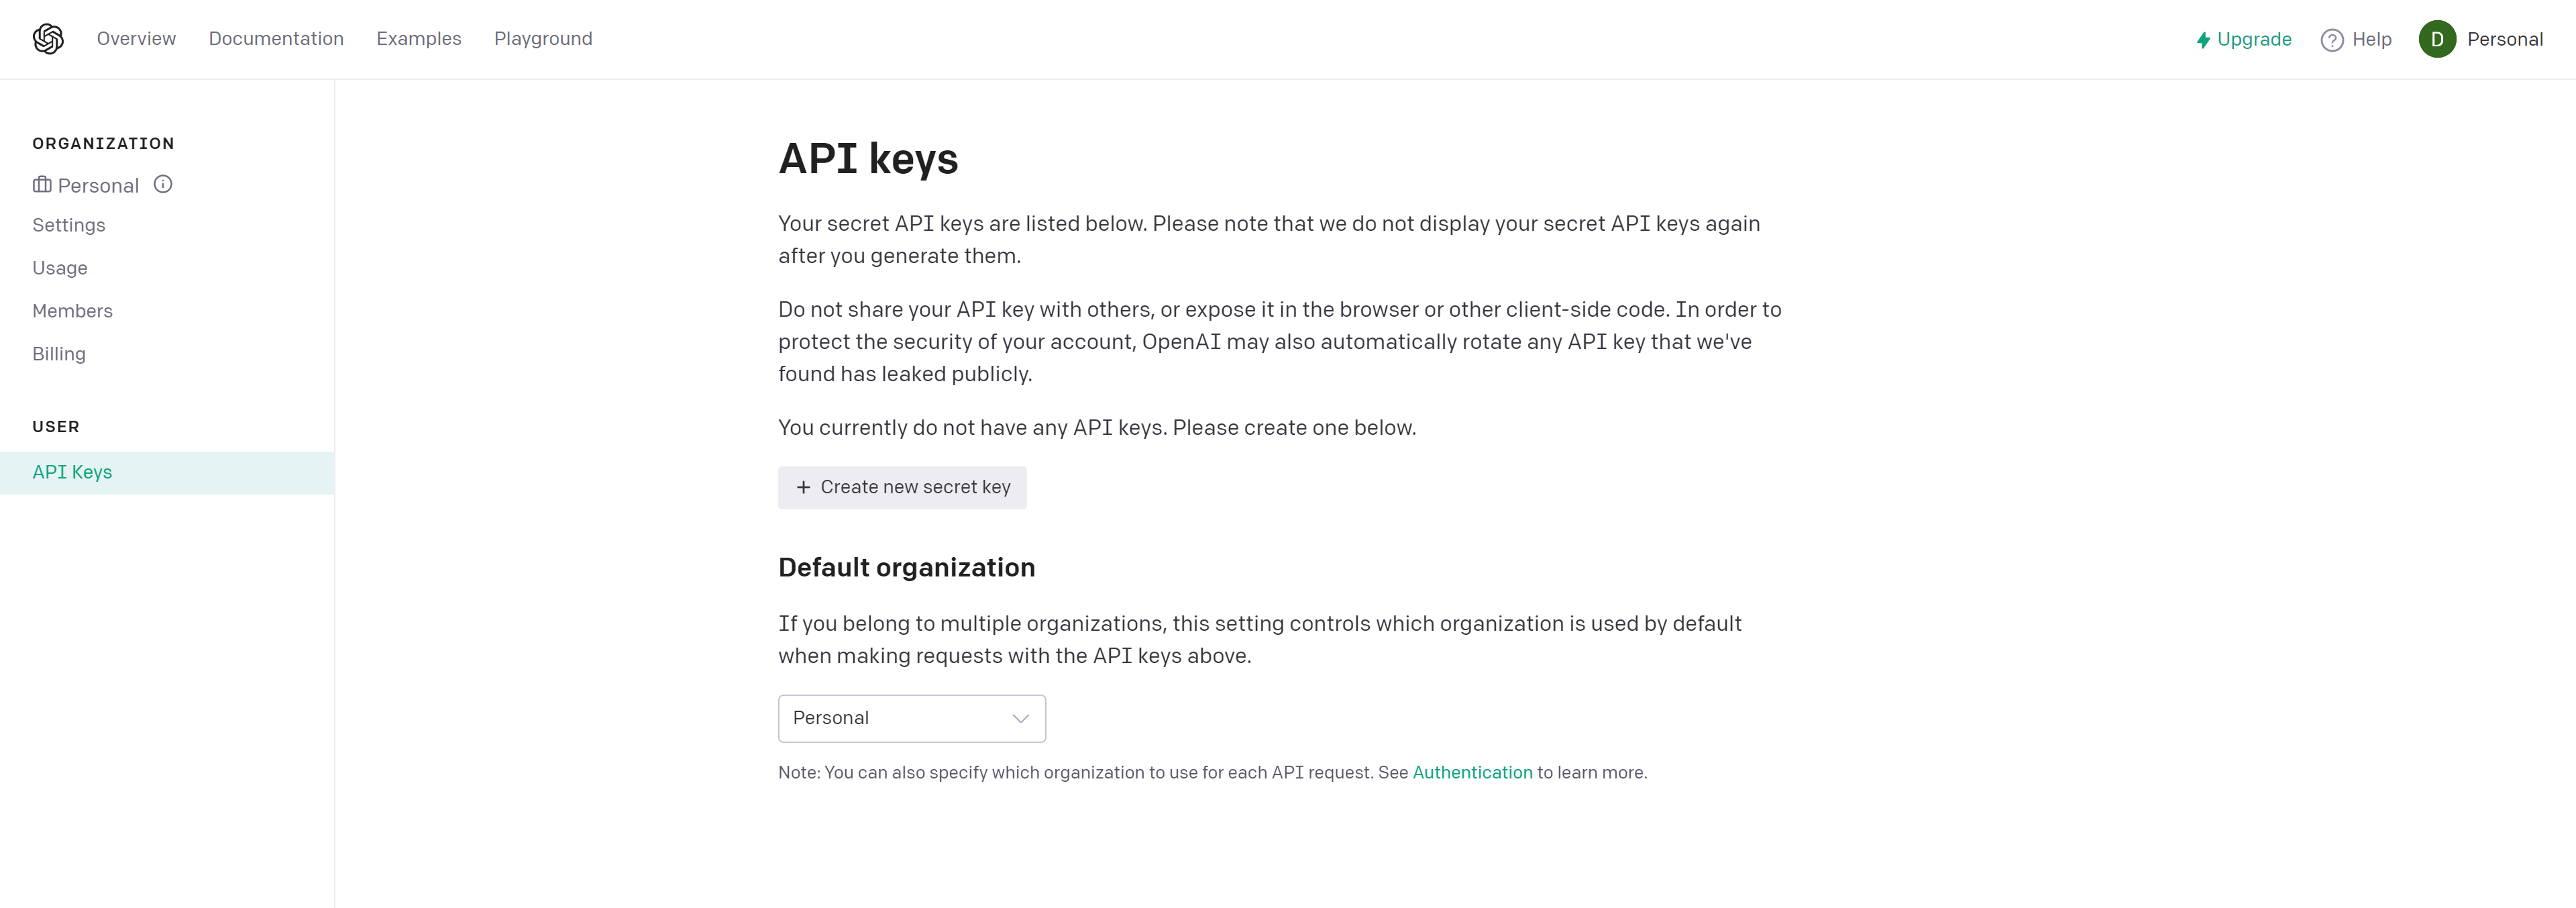 Overview Documentation Examples Playground Upgrade Help D Personal
ORGANIZATION
Personal
Settings
Usage
Members
Billing
USER
API Keys
API keys
Your secret API keys are listed below. Please note that we do not display your secret API keys again
after you generate them.
Do not share your API key with others, or expose it in the browser or other client-side code. In order to
protect the security of your account, OpenAI may also automatically rotate any API key that we've
found has leaked publicly.
You currently do not have any API keys. Please create one below.
+ Create new secret key
Default organization
If you belong to multiple organizations, this setting controls which organization is used by default
when making requests with the API keys above.
Personal
Note: You can also specify which organization to use for each API request. See Authentication to learn more.